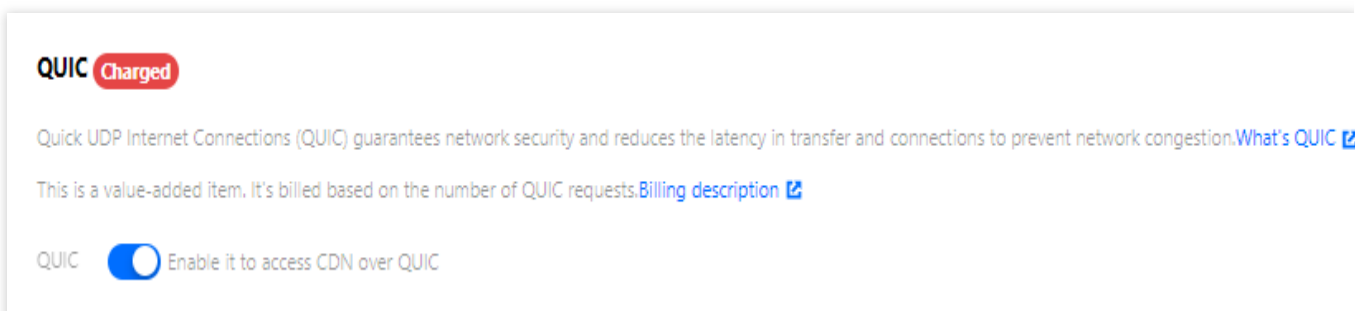 QUIC Charged
Quick UDP Internet Connections (QUIC) guarantees network security and reduces the latency in transfer and connections to prevent network congestion.What's QUIC
This is a value-added item. It's billed based on the number of QUIC requests.Billing description
QUIC Enable it to access CDN over QUIC